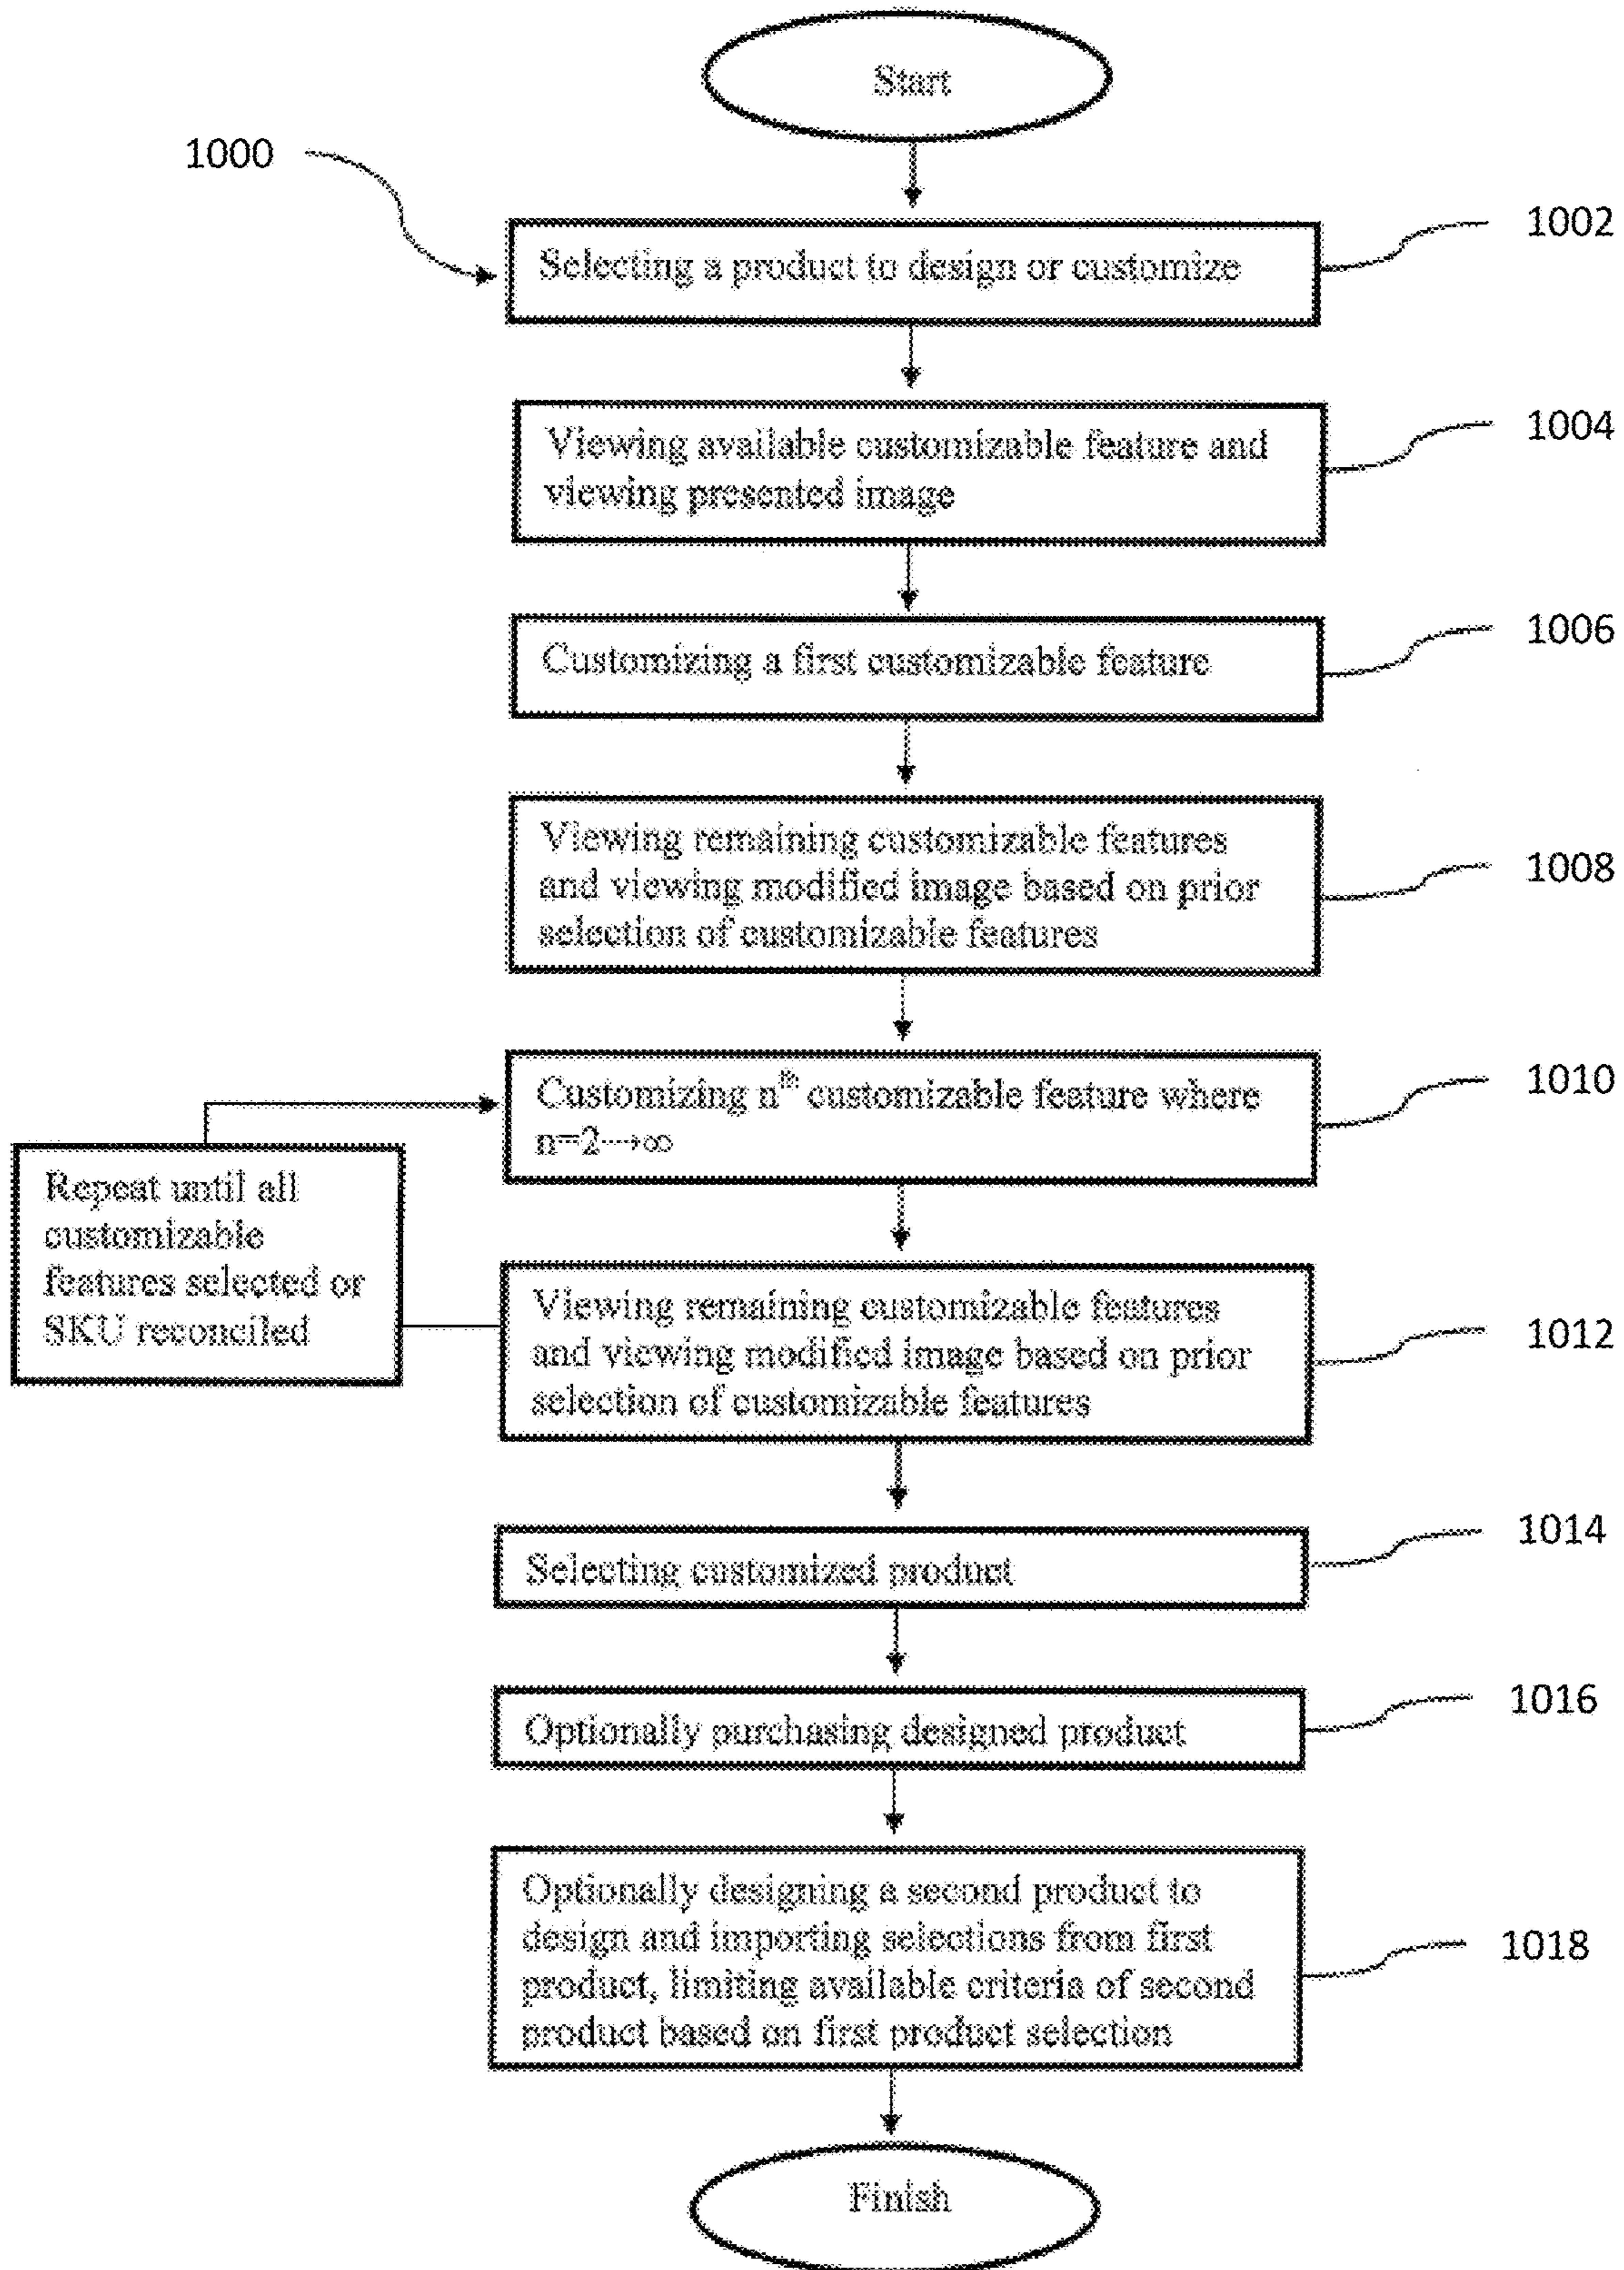 Start
1000
1002
Selecting a product to design or customize
1004
Viewing available customizable feature and
viewing presented image
1006
Customizing a first customizable feature
Viewing remaining customizable features
and viewing modified image based on prior
selection of customizable features
1008
Customizing nth customizable feature where
n=2→∞
1010
Repeat until all
customizable
features selected or
SKU reconciled
Viewing remaining customizable features
and viewing modified image based on prior
selection of customizable features
1012
Selecting customized product
1014
Optionally purchasing designed product
1016
Optionally designing a second product to
design and importing selections from first
product, limiting available criteria of second
product based on first product selection
1018
Finish